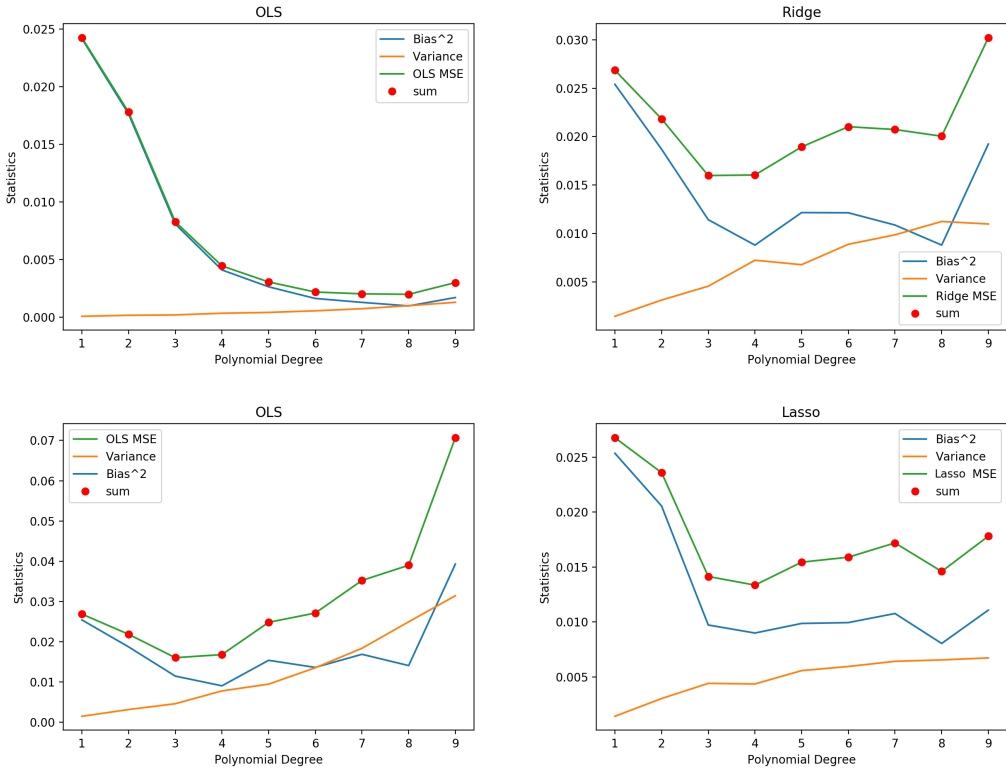 OLS
0.025
0.020
0.015
0.010
0.005
0.000
Statistics
Bias^2
Variance
OLS MSE
sum
1 2 3 4 5 6 7 8 9
Polynomial Degree
Ridge
0.030
0.025
0.020
0.015
0.010
0.005
Statistics
Bias^2
Variance
Ridge MSE
sum
1 2 3 4 5 6 7 8 9
Polynomial Degree
OLS
0.07
0.06
0.05
0.04
0.03
0.02
0.01
0.00
Statistics
OLS MSE
Variance
Bias^2
sum
1 2 3 4 5 6 7 8 9
Polynomial Degree
Lasso
0.025
0.020
0.015
0.010
0.005
Statistics
Bias^2
Variance
Lasso MSE
sum
1 2 3 4 5 6 7 8 9
Polynomial Degree